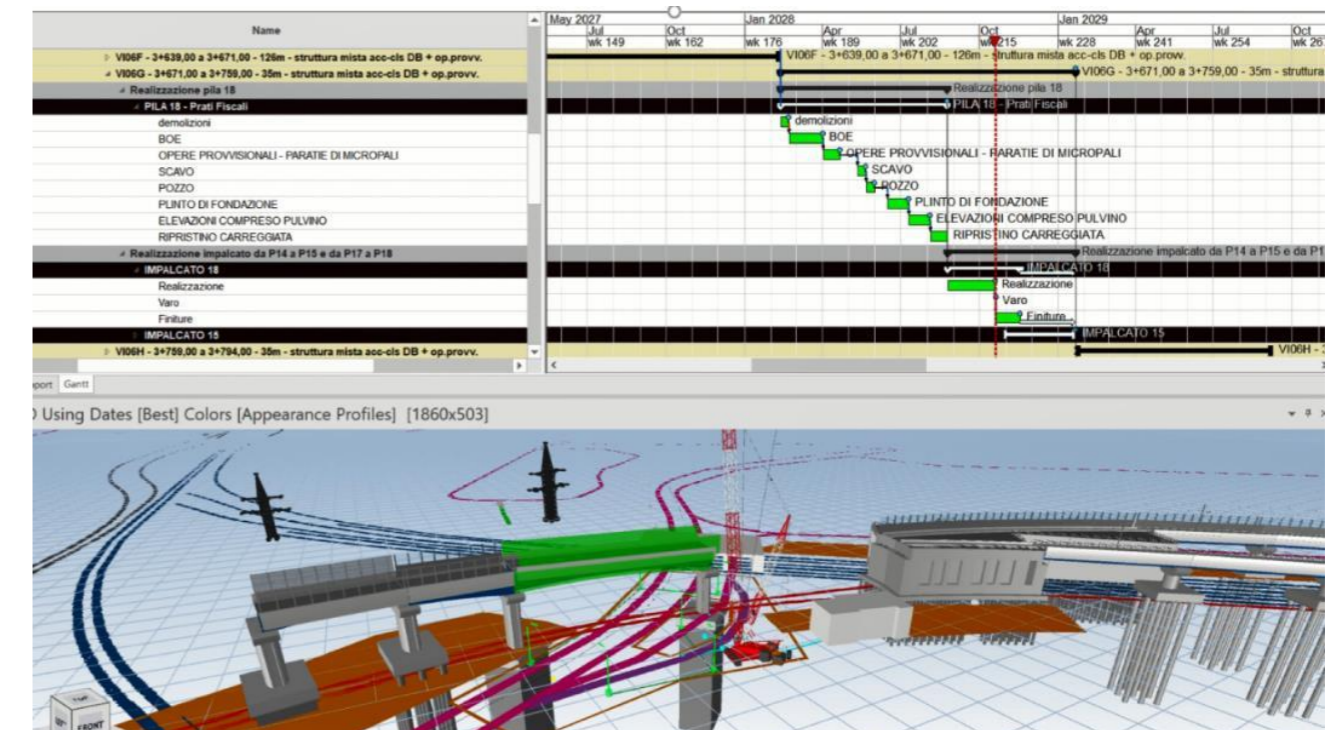 Name
May 2027 Jan 2028 Jan 2029
Jul Oct Apr Jul Oct Apr Jul Oct
wk 149 wk 162 wk 176 wk 189 wk 202 wk 215 wk 228 wk 241 wk 254 wk 267
VI06F - 3+639,00 a 3+671,00 - 126m - struttura mista acc-cls DB + op.provv. VI06F - 3+639,00 a 3+671,00 - 126m - struttura mista acc-cls DB + op.provv.
VI06G - 3+671,00 a 3+759,00 - 35m - struttura mista acc-cls DB + op.provv. VI06G - 3+671,00 a 3+759,00 - 35m - struttura
Realizzazione pila 18 Realizzazione pila 18
PILA 18 - Prati Fiscali PILA 18 - Prati Fiscali
demolizioni demolizioni
BOE BOE
OPERE PROVVISIONALI - PARATIE DI MICROPALI OPERE PROVVISIONALI - PARATIE DI MICROPALI
SCAVO SCAVO
POZZO POZZO
PLINTO DI FONDAZIONE PLINTO DI FONDAZIONE
ELEVAZIONI COMPRESO PULVINO ELEVAZIONI COMPRESO PULVINO
RIPRISTINO CARREGGIATA RIPRISTINO CARREGGIATA
Realizzazione impalcato da P14 a P15 e da P17 a P18 Realizzazione impalcato da P14 a P15 e da P1
IMPALCATO 18 IMPALCATO 18
Realizzazione Realizzazione
Varo Varo
Finiture Finiture
IMPALCATO 15 IMPALCATO 15
VI06H - 3+759,00 a 3+794,00 - 35m - struttura mista acc-cls DB + op.provv. VI06H - 3
port Gantt
D Using Dates [Best] Colors [Appearance Profiles] [1860x503]
TOP
FRONT